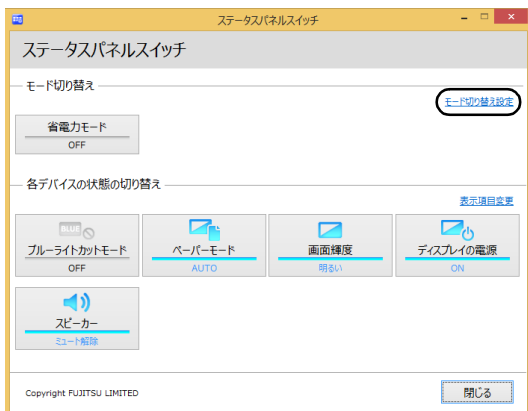 ステータスパネルスイッチ
ステータスパネルスイッチ
モード切り替え
モード切り替え設定
省電力モード
OFF
各デバイスの状態の切り替え
表示項目変更
BLUE
ブルーライトカットモード
OFF
ペーパーモード
AUTO
画面輝度
明るい
ディスプレイの電源
ON
スピーカー
ミュート解除
Copyright FUJITSU LIMITED
閉じる